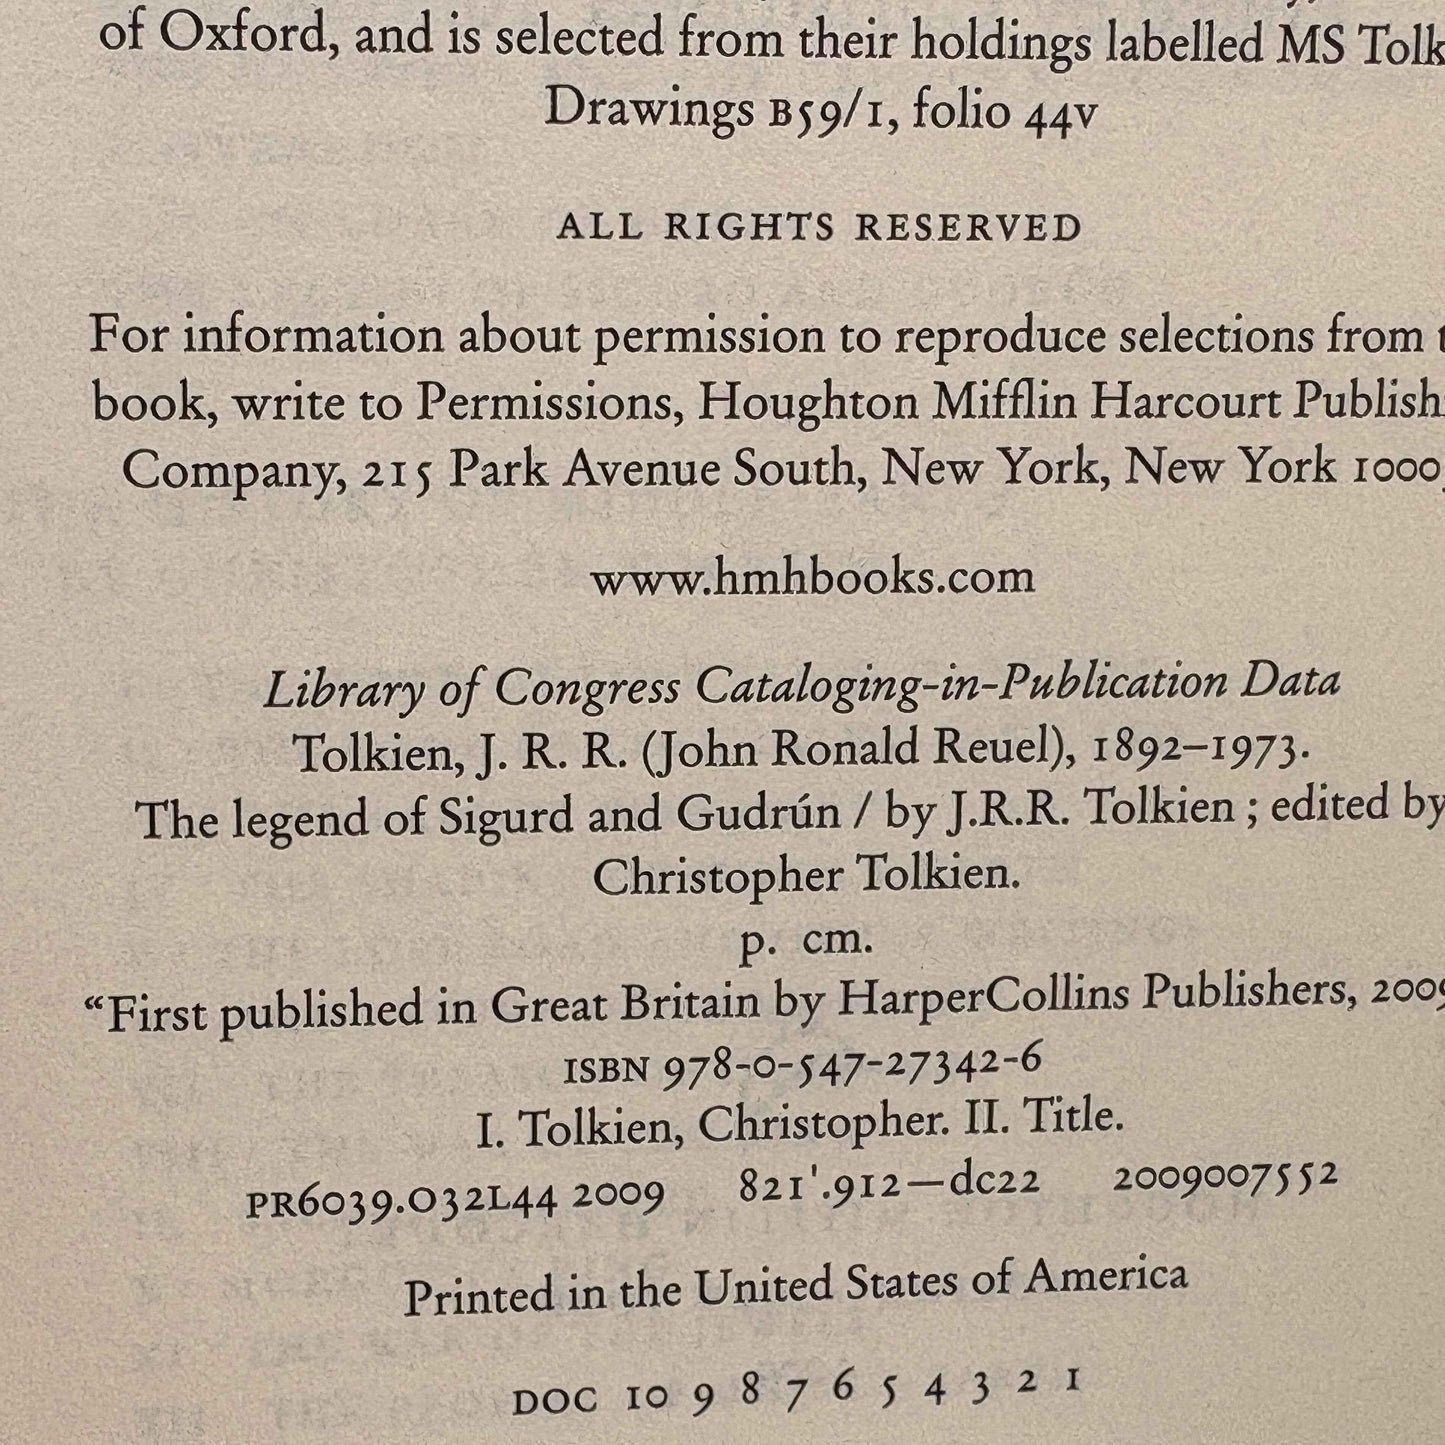 of Oxford, and is selected from their holdings labelled MS Tolk
Drawings B59/1, folio 44v
ALL RIGHTS RESERVED
For information about permission to reproduce selections from t
book, write to Permissions, Houghton Mifflin Harcourt Publishi
Company, 215 Park Avenue South, New York, New York 1000
www.hmhbooks.com
Library of Congress Cataloging-in-Publication Data
Tolkien, J. R. R. (John Ronald Reuel), 1892–1973.
The legend of Sigurd and Gudrún / by J.R.R. Tolkien ; edited by
Christopher Tolkien.
p. cm.
“First published in Great Britain by HarperCollins Publishers, 2009
ISBN 978-0-547-27342-6
I. Tolkien, Christopher. II. Title.
PR6039.O32L44 2009 821'.912—dc22 2009007552
Printed in the United States of America
DOC 10 9 8 7 6 5 4 3 2 1